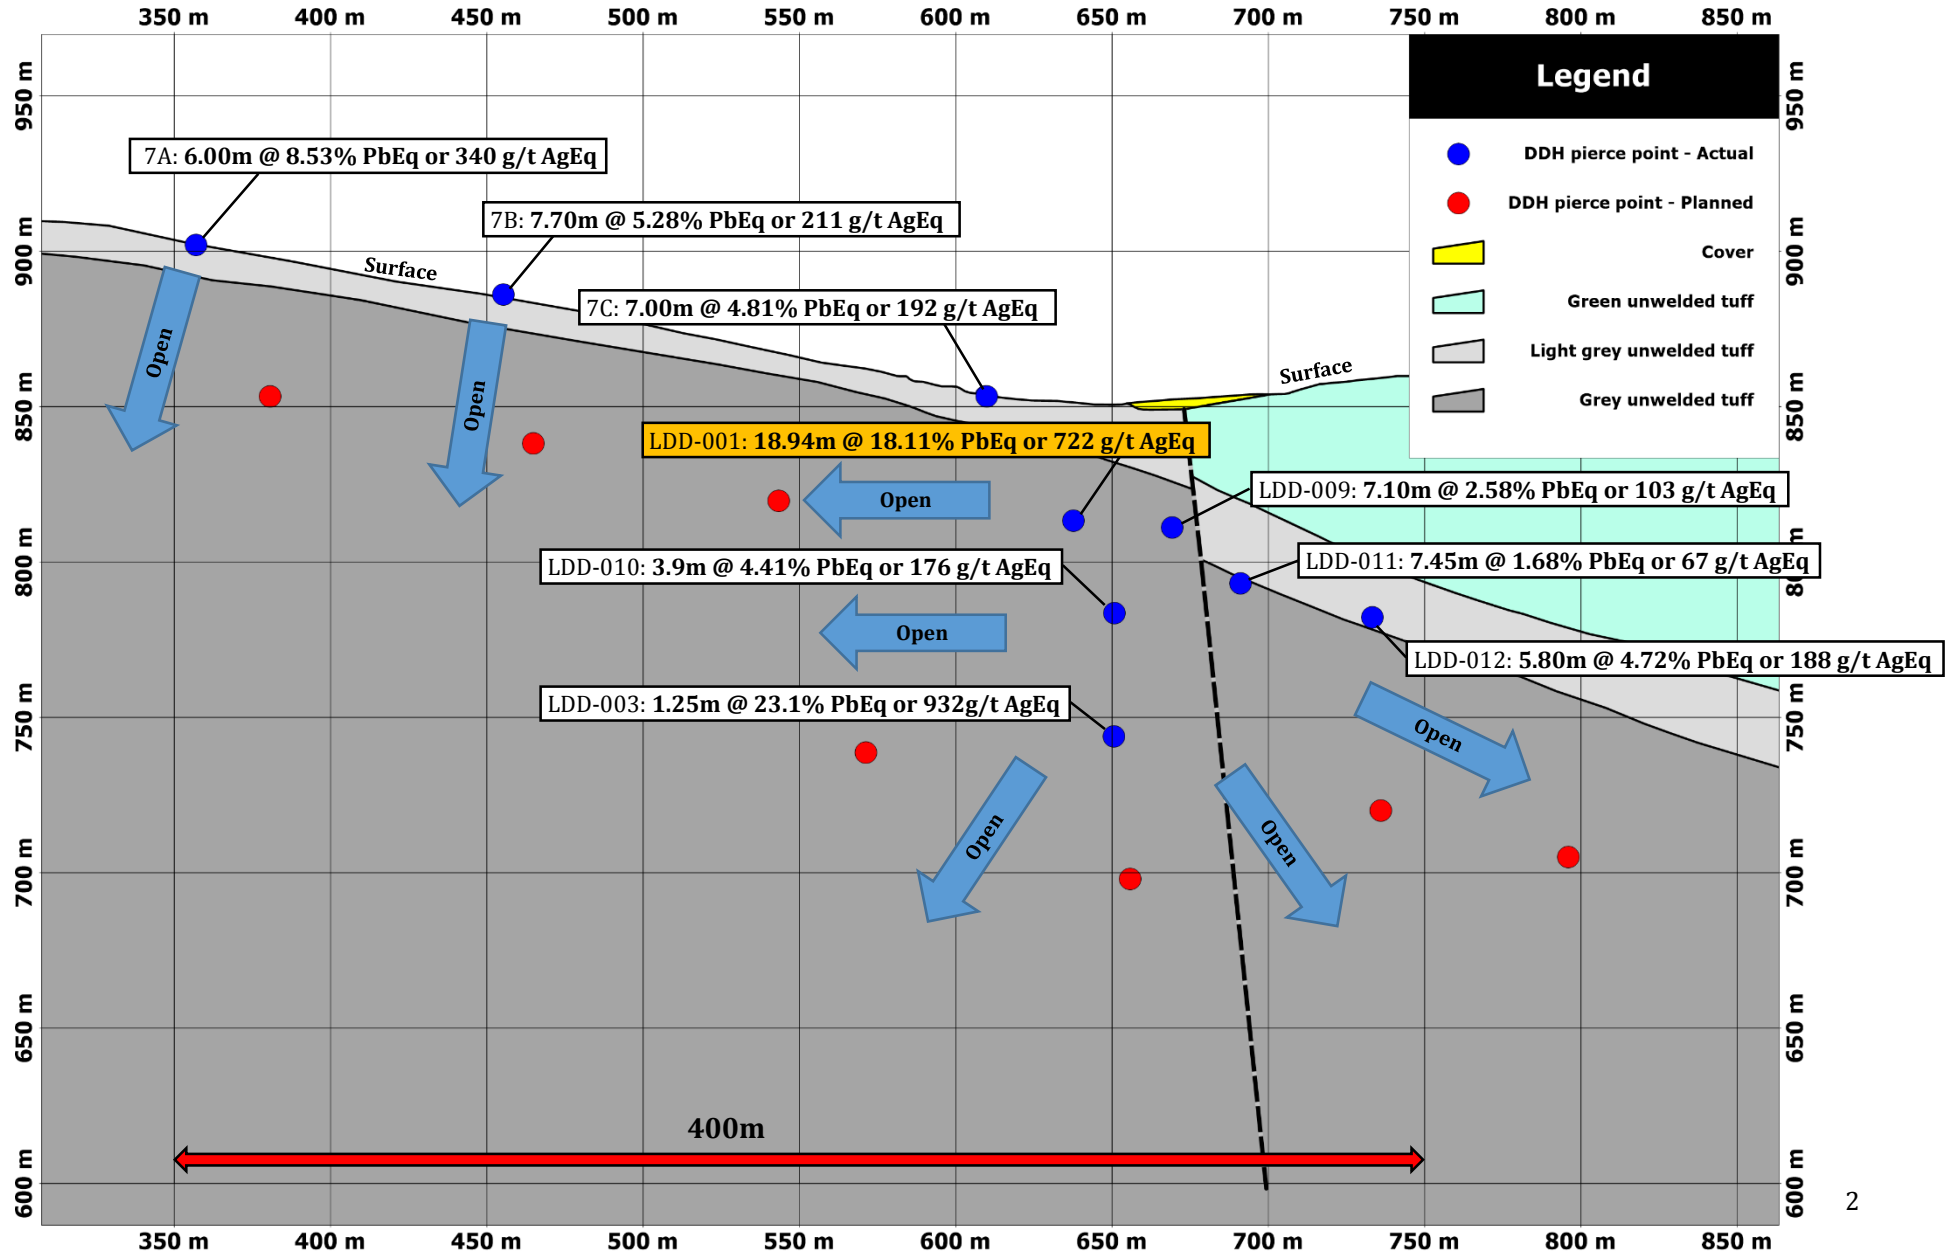 350 m 400 m 450 m 500 m 550 m 600 m 650 m 700 m 750 m 800 m 850 m
Legend
950 m
950 m
DDH pierce point - Actual
7A: 6.00m @ 8.53% PbEq or 340 g/t AgEq
DDH pierce point - Planned
7B: 7.70m @ 5.28% PbEq or 211 g/t AgEq
900 m
Cover
900 m
Surface
Green unwelded tuff
7C: 7.00m @ 4.81% PbEq or 192 g/t AgEq
Open
Light grey unwelded tuff
Surface
Open
Grey unwelded tuff
850 m
850 m
LDD-001: 18.94m @ 18.11% PbEq or 722 g/t AgEq
Open
LDD-009: 7.10m @ 2.58% PbEq or 103 g/t AgEq
800 m
LDD-010: 3.9m @ 4.41% PbEq or 176 g/t AgEq
LDD-011: 7.45m @ 1.68% PbEq or 67 g/t AgEq
Open
LDD-012: 5.80m @ 4.72% PbEq or 188 g/t AgEq
750 m
LDD-003: 1.25m @ 23.1% PbEq or 932g/t AgEq
750 m
Open
Open
Open
700 m
700 m
650 m
650 m
400m
600 m
600 m
2
350 m 400 m 450 m 500 m 550 m 600 m 650 m 700 m 750 m 800 m 850 m